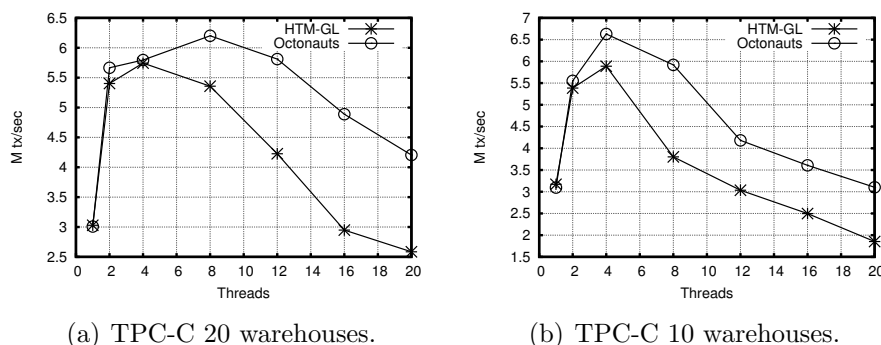 6.5
6
5.5
5
4.5
4
3.5
3
2.5
M tx/sec
HTM-GL
Octonauts
0 2 4 6 8 10 12 14 16 18 20
Threads
(a) TPC-C 20 warehouses.
7
6.5
6
5.5
5
4.5
4
3.5
3
2.5
2
1.5
M tx/sec
HTM-GL
Octonauts
0 2 4 6 8 10 12 14 16 18 20
Threads
(b) TPC-C 10 warehouses.